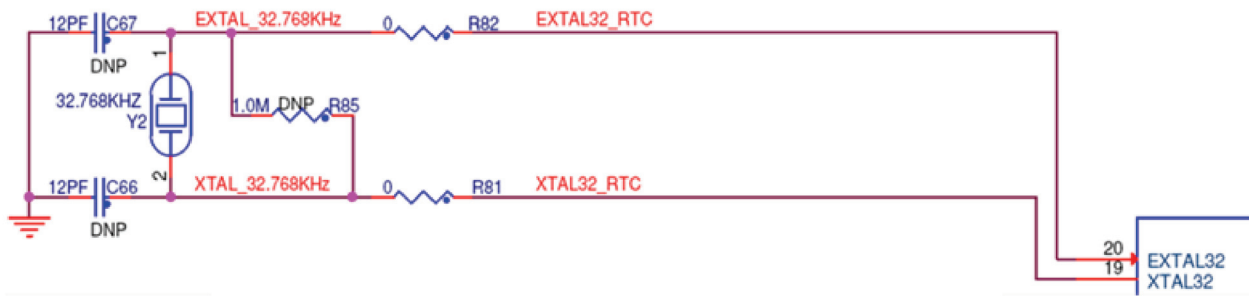 12PF C67 EXTAL_32.768KHz 0 R82 EXTAL32_RTC
DNP
1
32.768KHZ
Y2
1.0M DNP R85
2
12PF C66 XTAL_32.768KHz 0 R81 XTAL32_RTC
DNP
20 EXTAL32
19 XTAL32